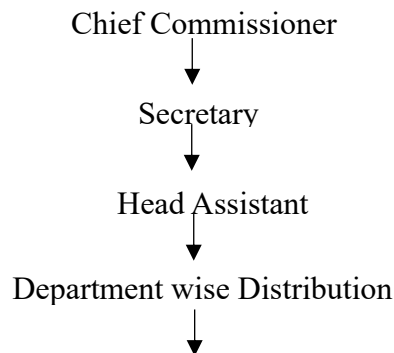 Chief Commissioner
Secretary
Head Assistant
Department wise Distribution